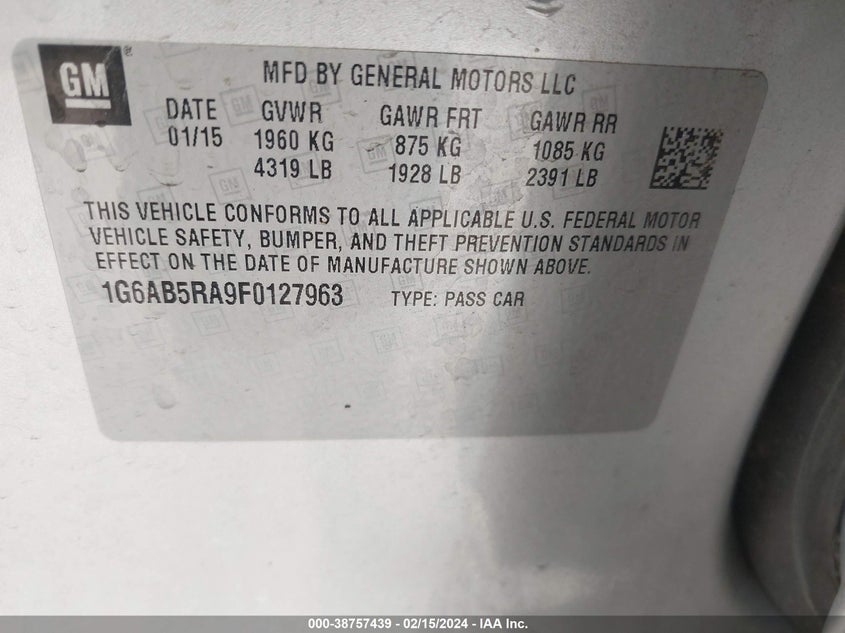 GM
MFD BY GENERAL MOTORS LLC
DATE GVWR GAWR FRT GAWR RR
01/15 1960 KG 875 KG 1085 KG
4319 LB 1928 LB 2391 LB
THIS VEHICLE CONFORMS TO ALL APPLICABLE U.S. FEDERAL MOTOR
VEHICLE SAFETY, BUMPER, AND THEFT PREVENTION STANDARDS IN
EFFECT ON THE DATE OF MANUFACTURE SHOWN ABOVE.
1G6AB5RA9F0127963 TYPE: PASS CAR
000-38757439 - 02/15/2024 - IAA Inc.